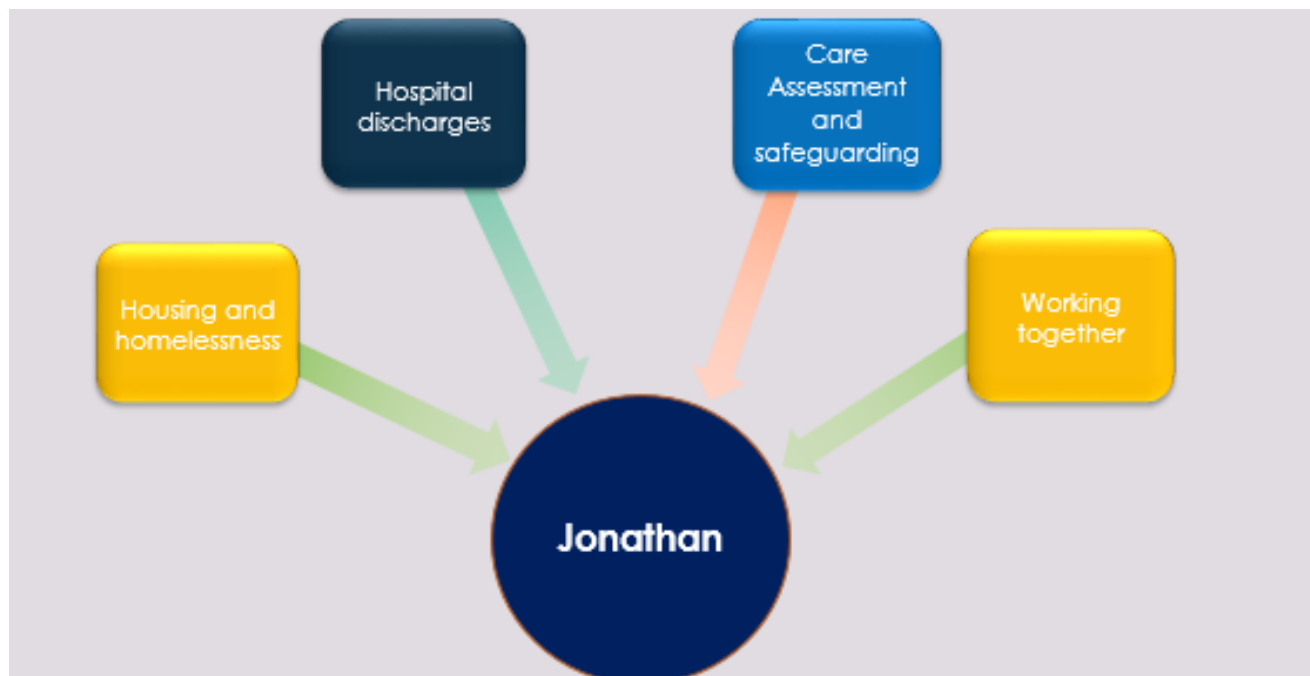 Hospital
discharges
Care
Assessment
and
safeguarding
Housing and
homelessness
Working
together
Jonathan